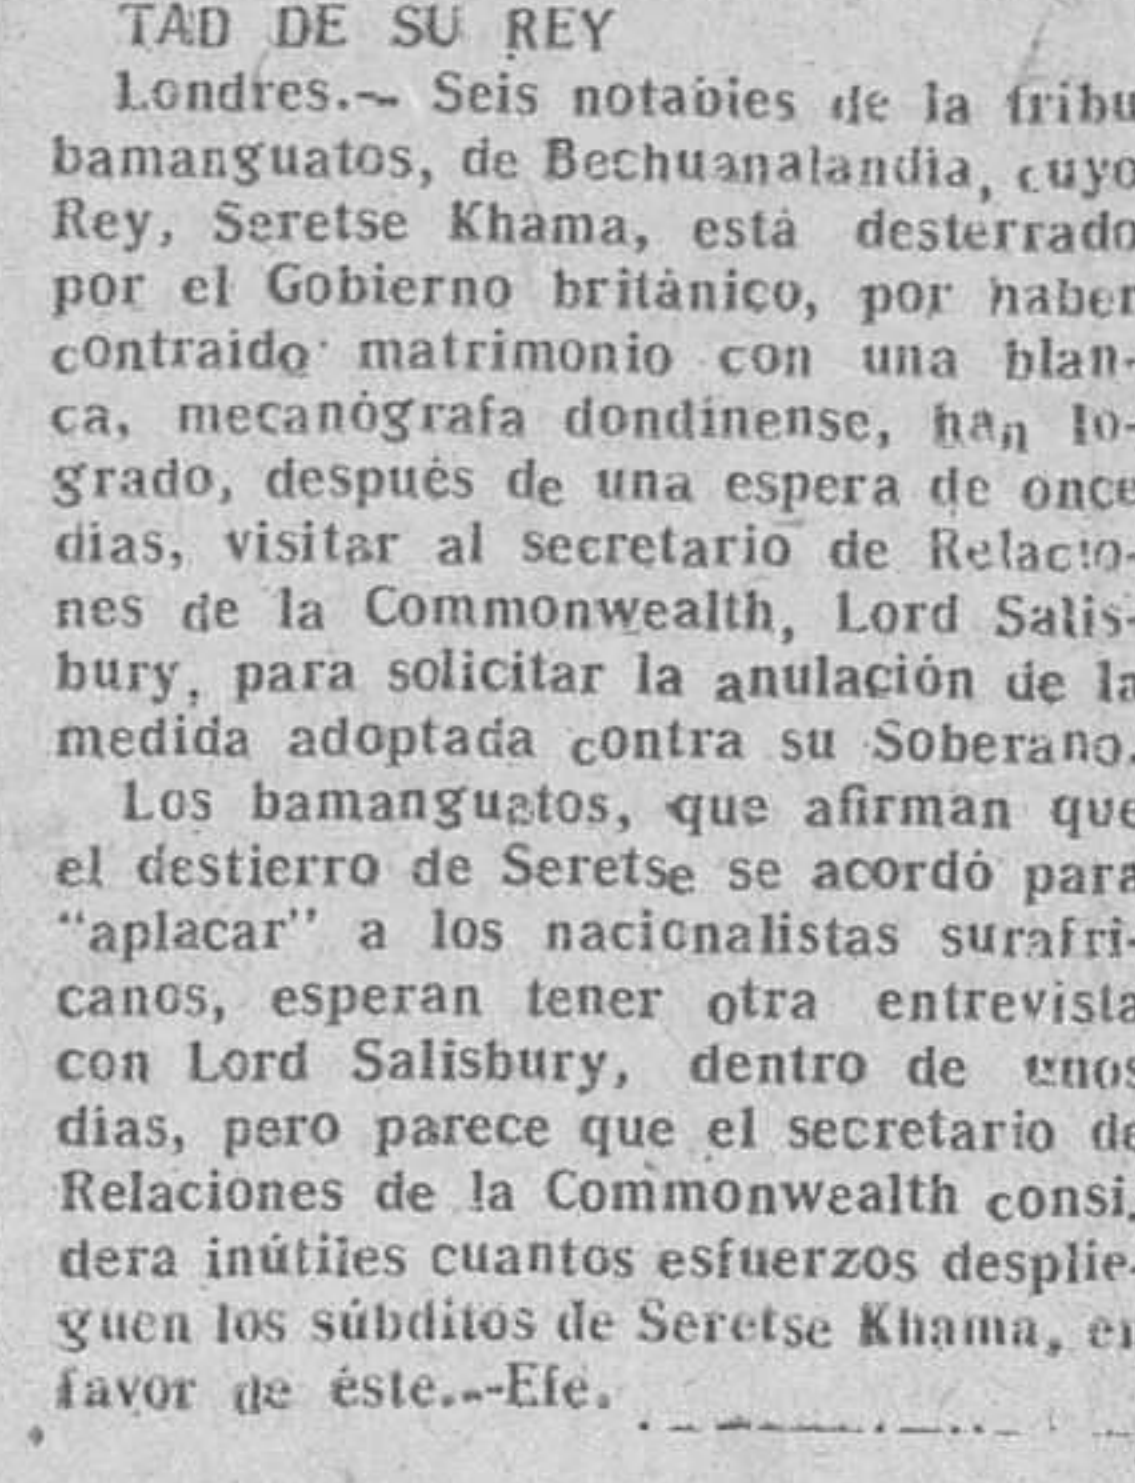 TAD DE SU REY
Londres.— Seis notables de la tribu
bamanguatos, de Bechuanalandia, cuyo
Rey, Seretse Khama, está desterrado
por el Gobierno británico, por haber
contraido matrimonio con una blan-
ca, mecanógrafa dondinense, han lo-
grado, después de una espera de once
dias, visitar al secretario de Relacio-
nes de la Commonwealth, Lord Salis-
bury, para solicitar la anulación de la
medida adoptada contra su Soberano.
Los bamanguatos, que afirman que
el destierro de Seretse se acordó para
"aplacar" a los nacionalistas surafri-
canos, esperan tener otra entrevista
con Lord Salisbury, dentro de unos
dias, pero parece que el secretario de
Relaciones de la Commonwealth consi-
dera inútiles cuantos esfuerzos desplie-
guen los súbditos de Seretse Khama, en
favor de éste.--Efe.